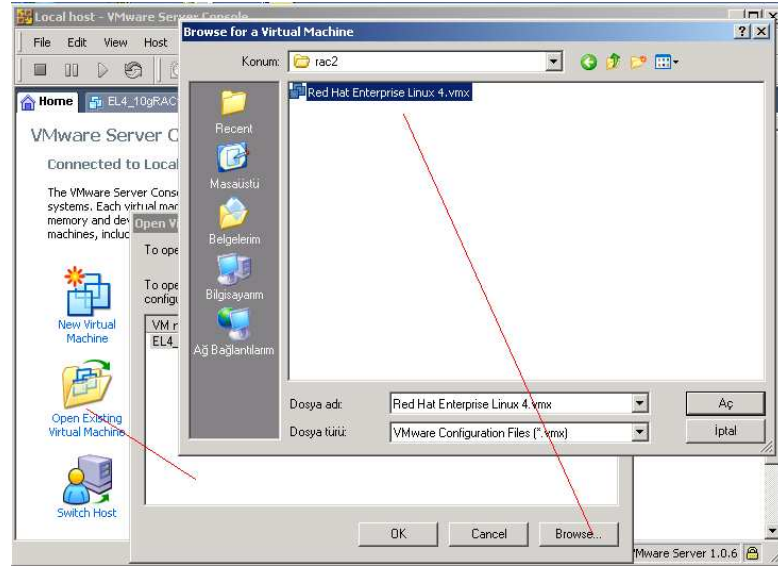 Local host - VMware Server Console
File Edit View Host
Home EL4_10gRAC
VMware Server C
Connected to Local
The VMware Server Conso
systems. Each virtual mac
memory and dev
machines, includ
New Virtual
Machine
Open Existing
Virtual Machine
Switch Host
Open Vi
To ope
To ope
configu
VM n
EL4_
OK Cancel Browse...
Browse for a Virtual Machine
Konum: rac2
Recent
Masaüstü
Belgelerim
Bilgisayarım
Ağ Bağlantılarım
Red Hat Enterprise Linux 4.vmx
Dosya adı: Red Hat Enterprise Linux 4.vmx Aç
Dosya türü: VMware Configuration Files (*.vmx) İptal
VMware Server 1.0.6